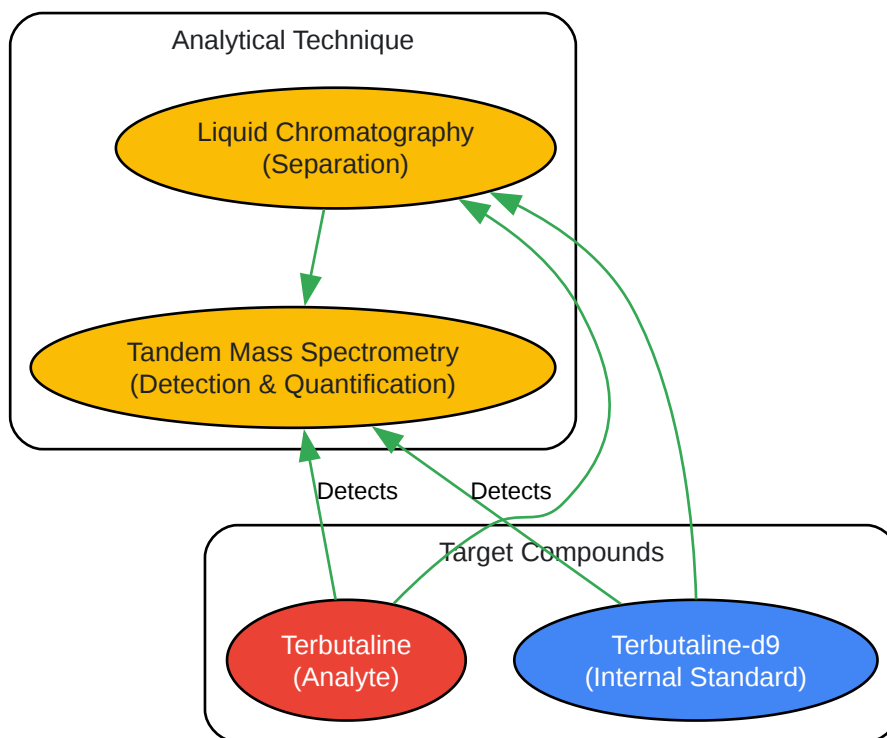 Analytical Technique
Liquid Chromatography
(Separation)
Tandem Mass Spectrometry
(Detection & Quantification)
Detects
Detects
Target Compounds
Terbutaline
(Analyte)
Terbutaline-d9
(Internal Standard)